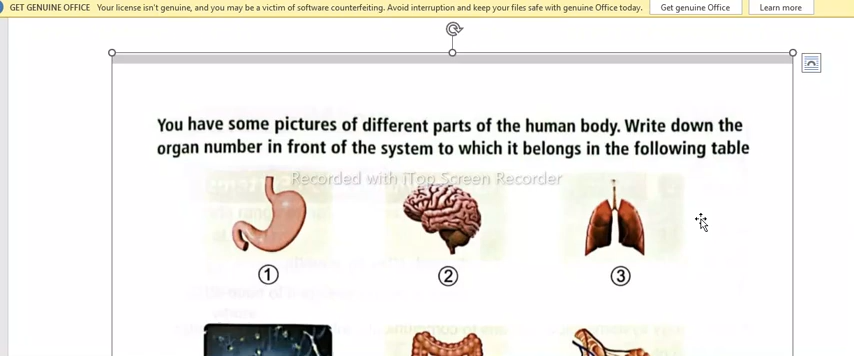 GET GENUINE OFFICE Your license isn't genuine, and you may be a victim of software counterfeiting. Avoid interruption and keep your files safe with genuine Office today. Get genuine Office Learn more
You have some pictures of different parts of the human body. Write down the
organ number in front of the system to which it belongs in the following table
Recorded with iTop Screen Recorder
① ② ③